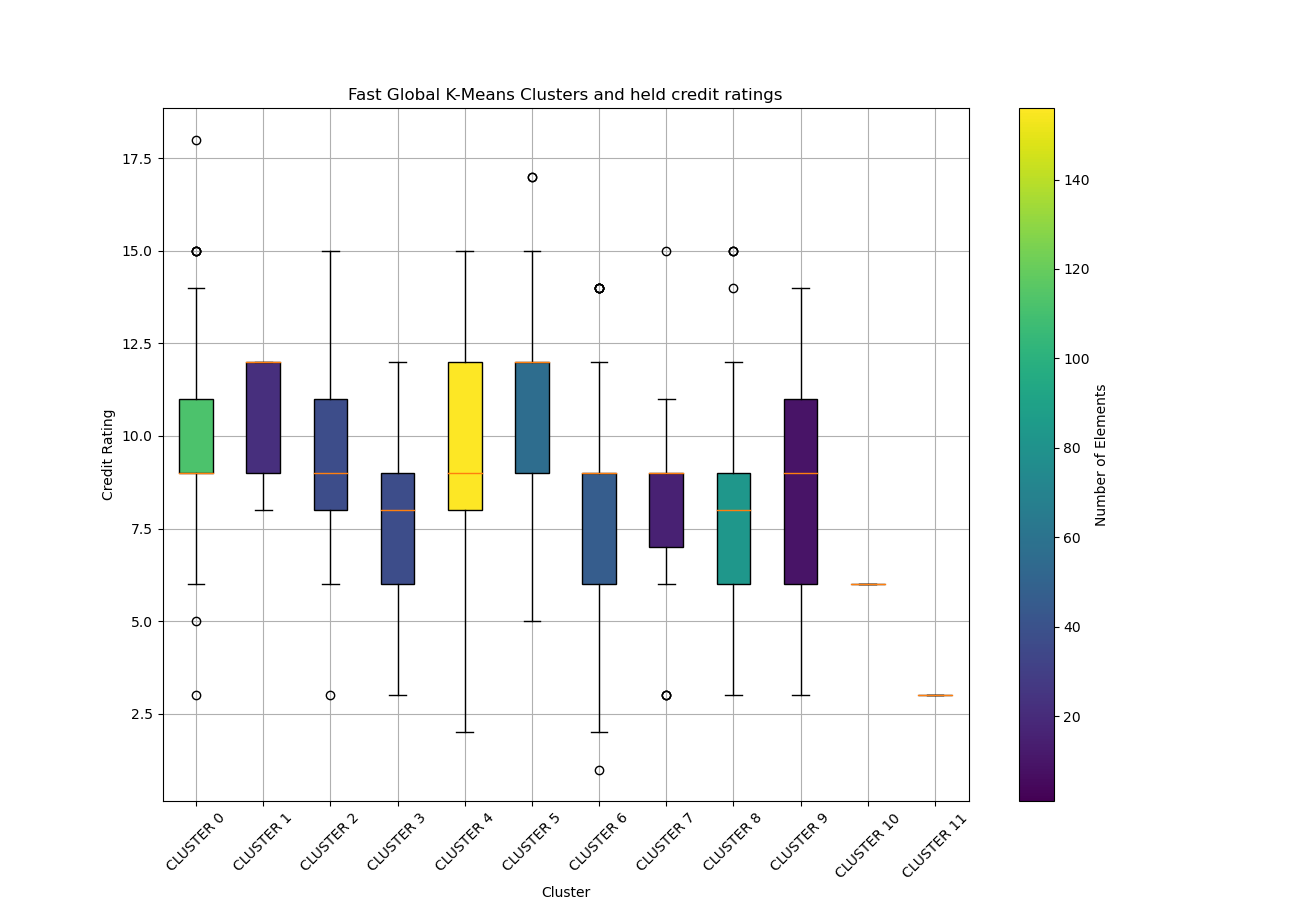 Fast Global K-Means Clusters and held credit ratings
17.5
15.0
12.5
10.0
7.5
5.0
2.5
Credit Rating
CLUSTER 0
CLUSTER 1
CLUSTER 2
CLUSTER 3
CLUSTER 4
CLUSTER 5
CLUSTER 6
CLUSTER 7
CLUSTER 8
CLUSTER 9
CLUSTER 10
CLUSTER 11
Cluster
140
120
100
80
60
40
20
Number of Elements